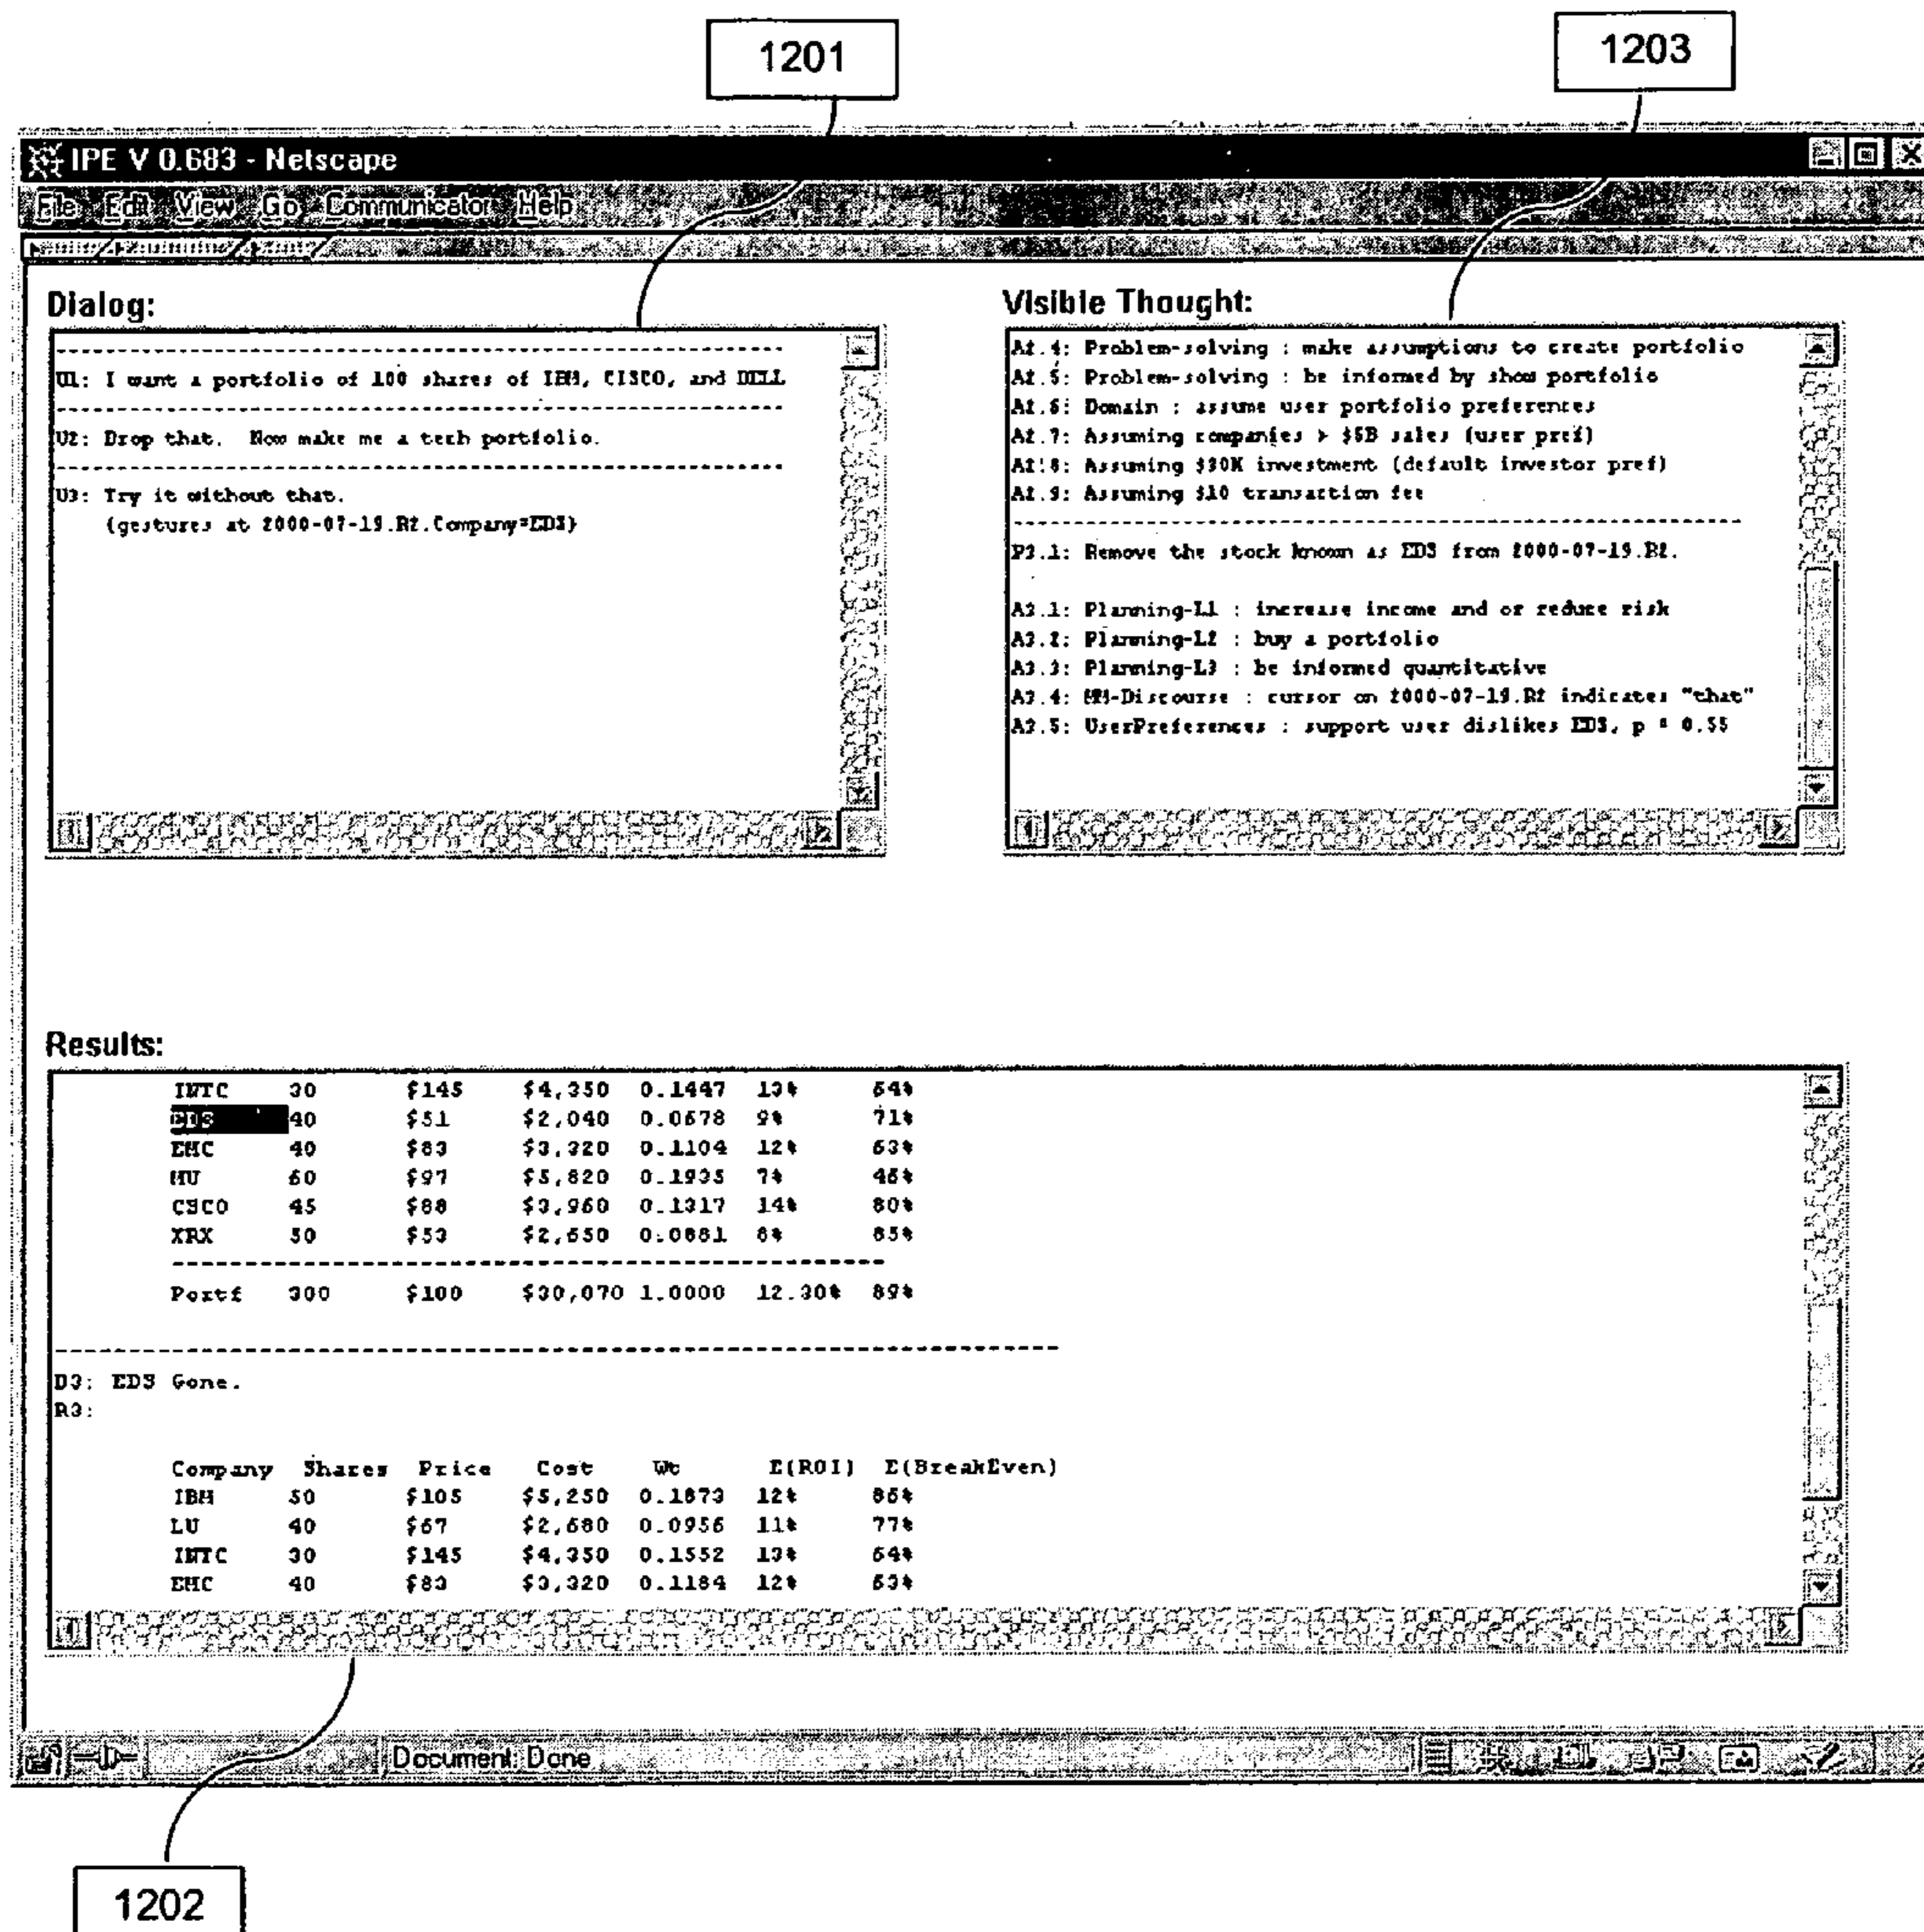 1201
1203
IPE V 0.683 - Netscape
File Edit View Go Communicator Help
Dialog:
U1: I want a portfolio of 100 shares of IBM, CISCO, and DELL
U2: Drop that. Now make me a tech portfolio.
U3: Try it without that.
(gestures at 2000-07-19.R2.Company=EDS)
Visible Thought:
A2.4: Problem-solving : make assumptions to create portfolio
A2.5: Problem-solving : be informed by show portfolio
A2.6: Domain : assume user portfolio preferences
A2.7: Assuming companies > $5B sales (user pref)
A2.8: Assuming $30K investment (default investor pref)
A2.9: Assuming $10 transaction fee
P3.1: Remove the stock known as EDS from 2000-07-19.R2.
A3.1: Planning-L1 : increase income and or reduce risk
A3.2: Planning-L2 : buy a portfolio
A3.3: Planning-L3 : be informed quantitative
A3.4: MM-Discourse : cursor on 2000-07-19.R2 indicates "that"
A3.5: UserPreferences : support user dislikes EDS, p = 0.55
Results:
INTC 30 $145 $4,350 0.1447 13% 64%
EDS 40 $51 $2,040 0.0678 9% 71%
EMC 40 $83 $3,320 0.1104 12% 63%
MU 60 $97 $5,820 0.1935 7% 46%
CSCO 45 $88 $3,960 0.1317 14% 80%
XRX 50 $53 $2,650 0.0881 8% 85%
Portf 300 $100 $30,070 1.0000 12.30% 89%
D3: EDS Gone.
R3:
Company Shares Price Cost Wt E(ROI) E(BreakEven)
IBM 50 $105 $5,250 0.1873 12% 86%
LU 40 $67 $2,680 0.0956 11% 77%
INTC 30 $145 $4,350 0.1552 13% 64%
EMC 40 $83 $3,320 0.1184 12% 63%
Document: Done
1202